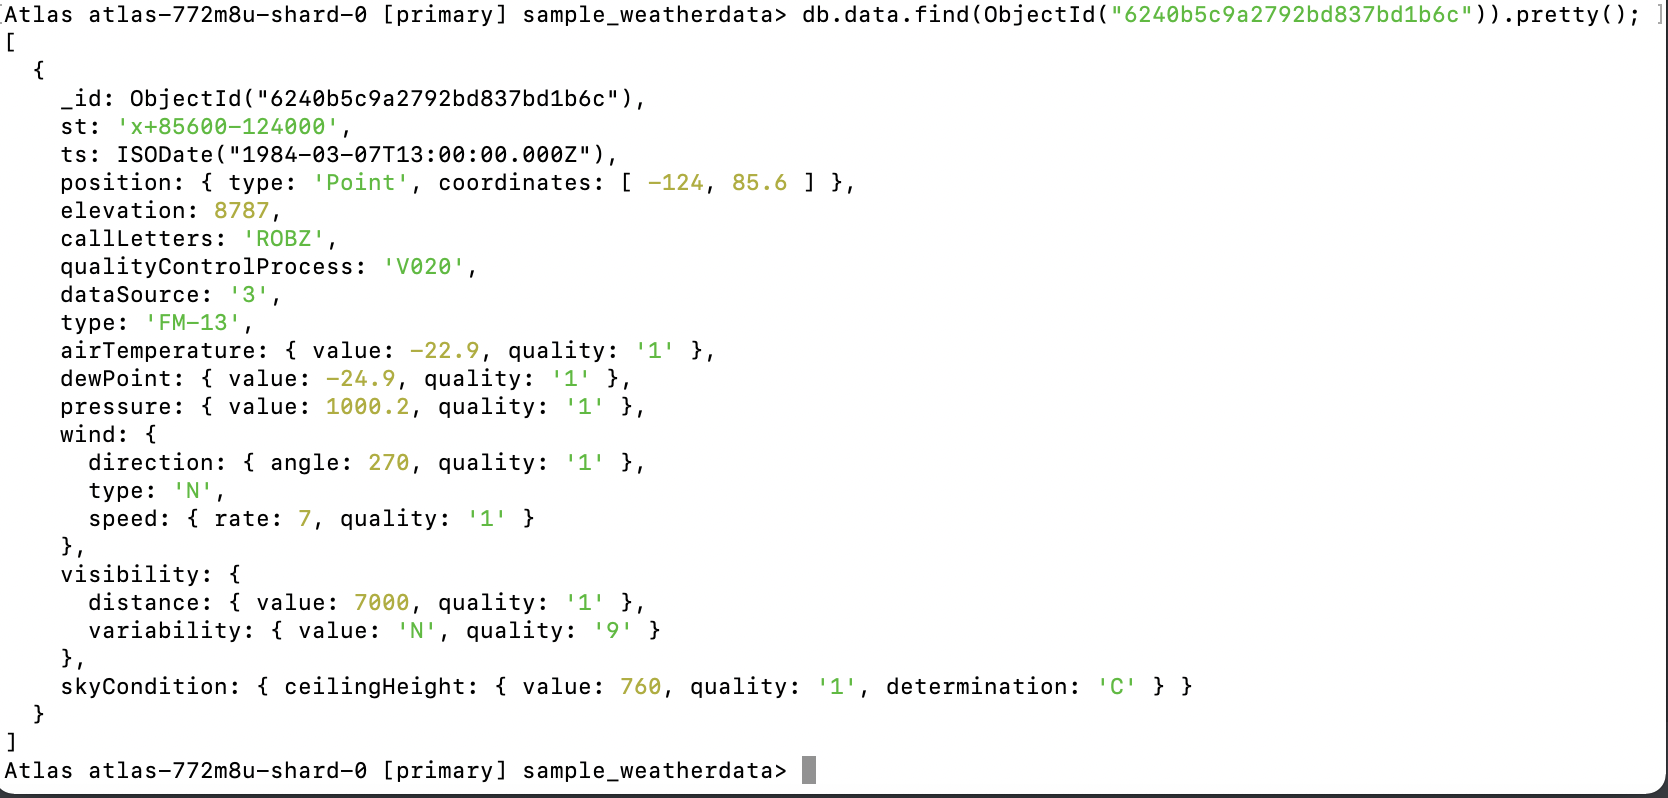 Atlas atlas-772m8u-shard-0 [primary] sample_weatherdata> db.data.find(ObjectId("6240b5c9a2792bd837bd1b6c")).pretty();
[
  {
    _id: ObjectId("6240b5c9a2792bd837bd1b6c"),
    st: 'x+85600-124000',
    ts: ISODate("1984-03-07T13:00:00.000Z"),
    position: { type: 'Point', coordinates: [ -124, 85.6 ] },
    elevation: 8787,
    callLetters: 'ROBZ',
    qualityControlProcess: 'V020',
    dataSource: '3',
    type: 'FM-13',
    airTemperature: { value: -22.9, quality: '1' },
    dewPoint: { value: -24.9, quality: '1' },
    pressure: { value: 1000.2, quality: '1' },
    wind: {
      direction: { angle: 270, quality: '1' },
      type: 'N',
      speed: { rate: 7, quality: '1' }
    },
    visibility: {
      distance: { value: 7000, quality: '1' },
      variability: { value: 'N', quality: '9' }
    },
    skyCondition: { ceilingHeight: { value: 760, quality: '1', determination: 'C' } }
  }
]
Atlas atlas-772m8u-shard-0 [primary] sample_weatherdata>